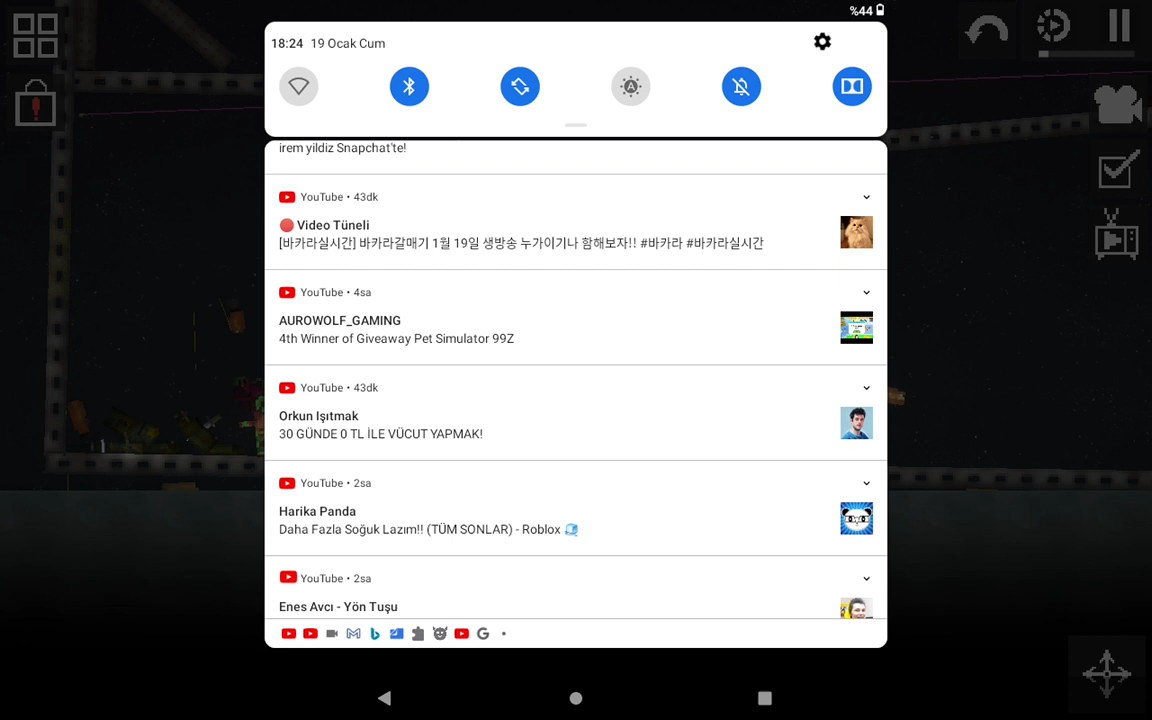 %44
18:24 19 Ocak Cum
irem yildiz Snapchat'te!
YouTube • 43dk
🔴 Video Tüneli
[바카라실시간] 바카라갈매기 1월 19일 생방송 누가이기나 함해보자!! #바카라 #바카라실시간
YouTube • 4sa
AUROWOLF_GAMING
4th Winner of Giveaway Pet Simulator 99Z
YouTube • 43dk
Orkun Işıtmak
30 GÜNDE 0 TL İLE VÜCUT YAPMAK!
YouTube • 2sa
Harika Panda
Daha Fazla Soğuk Lazım!! (TÜM SONLAR) - Roblox 🧊
YouTube • 2sa
Enes Avcı - Yön Tuşu